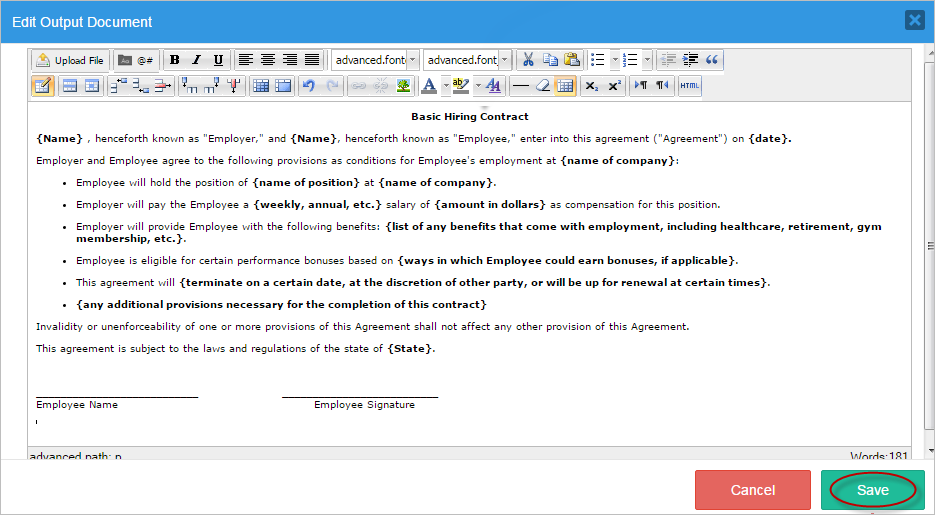 Edit Output Document
Upload File @# B I U advanced.font advanced.font
A ab A X₂ X² ¶ ¶ HTML
Basic Hiring Contract
{Name} , henceforth known as "Employer," and {Name}, henceforth known as "Employee," enter into this agreement ("Agreement") on {date}.
Employer and Employee agree to the following provisions as conditions for Employee's employment at {name of company}:
• Employee will hold the position of {name of position} at {name of company}.
• Employer will pay the Employee a {weekly, annual, etc.} salary of {amount in dollars} as compensation for this position.
• Employer will provide Employee with the following benefits: {list of any benefits that come with employment, including healthcare, retirement, gym
membership, etc.}.
• Employee is eligible for certain performance bonuses based on {ways in which Employee could earn bonuses, if applicable}.
• This agreement will {terminate on a certain date, at the discretion of other party, or will be up for renewal at certain times}.
• {any additional provisions necessary for the completion of this contract}
Invalidity or unenforceability of one or more provisions of this Agreement shall not affect any other provision of this Agreement.
This agreement is subject to the laws and regulations of the state of {State}.
Employee Name Employee Signature
advanced.path: p Words:181
Cancel Save